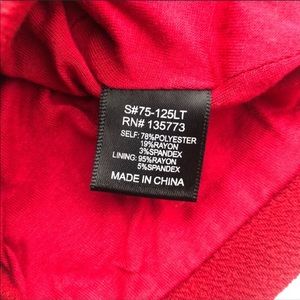 S#75-125LT
RN# 135773
SELF: 78%POLYESTER
19%RAYON
3%SPANDEX
LINING: 95%RAYON
5%SPANDEX
MADE IN CHINA